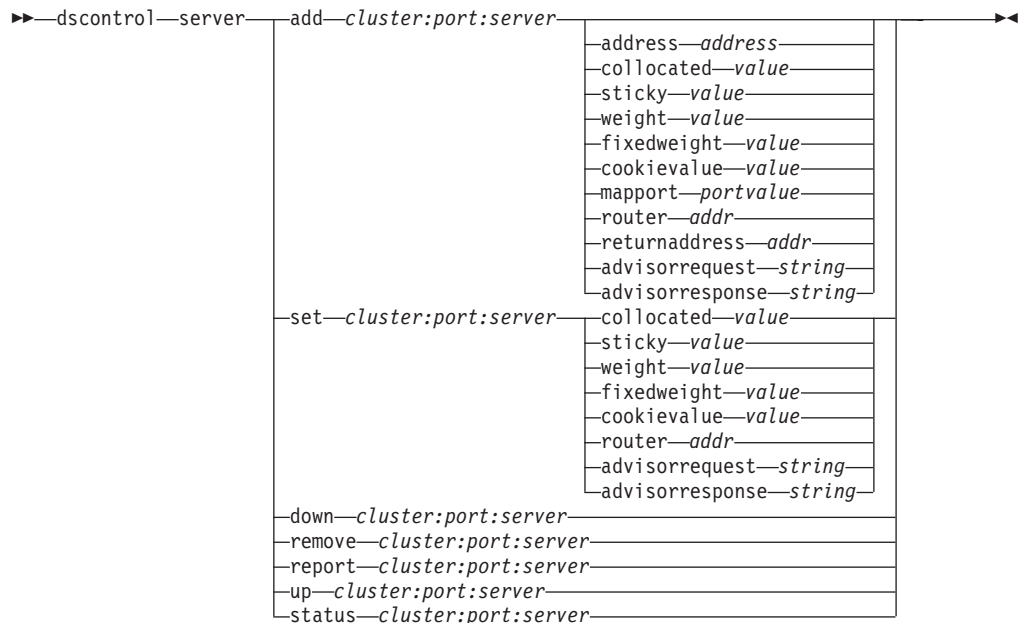 dscontrol server add cluster:port:server
address address
collocated value
sticky value
weight value
fixedweight value
cookievalue value
mapport portvalue
router addr
returnaddress addr
advisorrequest string
advisorresponse string
set cluster:port:server collocated value
sticky value
weight value
fixedweight value
cookievalue value
router addr
advisorrequest string
advisorresponse string
down cluster:port:server
remove cluster:port:server
report cluster:port:server
up cluster:port:server
status cluster:port:server